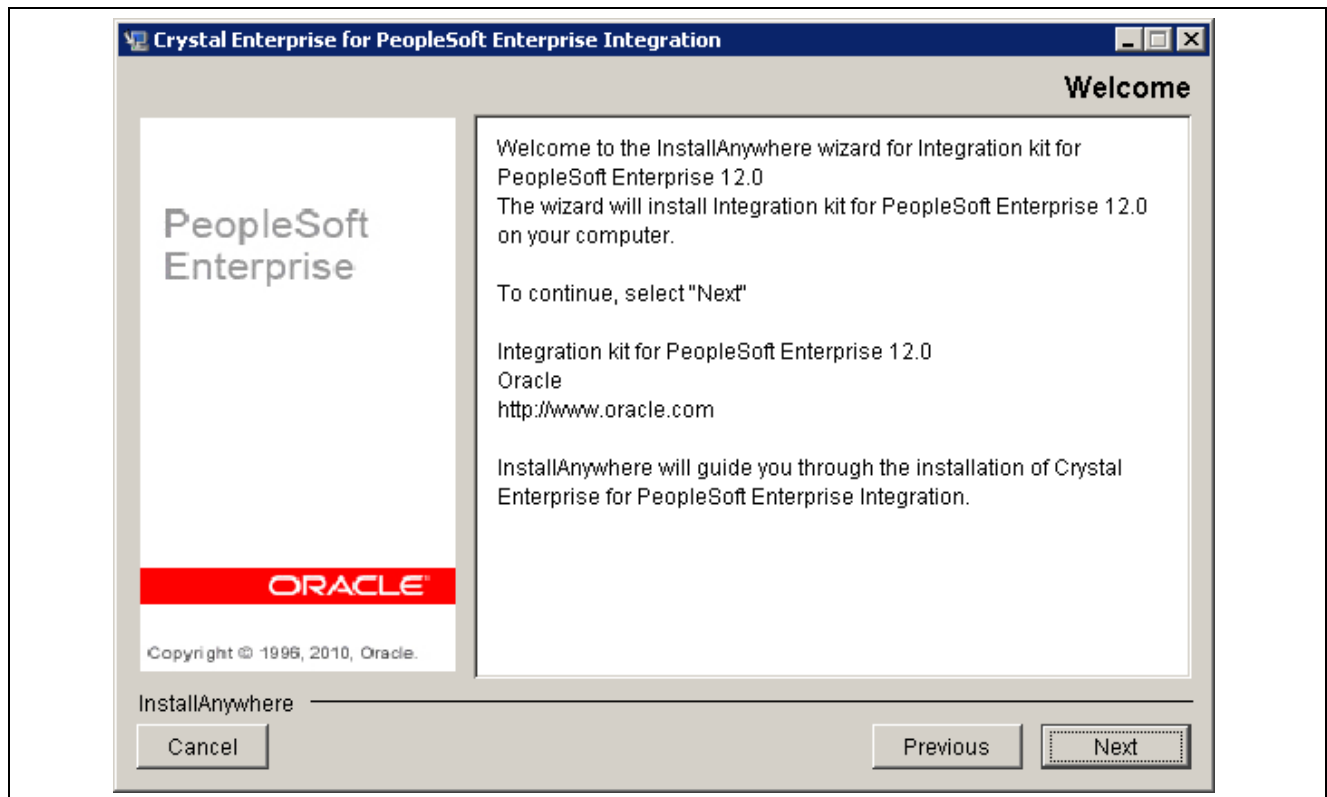 Crystal Enterprise for PeopleSoft Enterprise Integration
Welcome
PeopleSoft
Enterprise
ORACLE
Copyright © 1996, 2010, Oracle.
Welcome to the InstallAnywhere wizard for Integration kit for
PeopleSoft Enterprise 12.0
The wizard will install Integration kit for PeopleSoft Enterprise 12.0
on your computer.
To continue, select "Next"
Integration kit for PeopleSoft Enterprise 12.0
Oracle
http://www.oracle.com
InstallAnywhere will guide you through the installation of Crystal
Enterprise for PeopleSoft Enterprise Integration.
InstallAnywhere
Cancel
Previous
Next